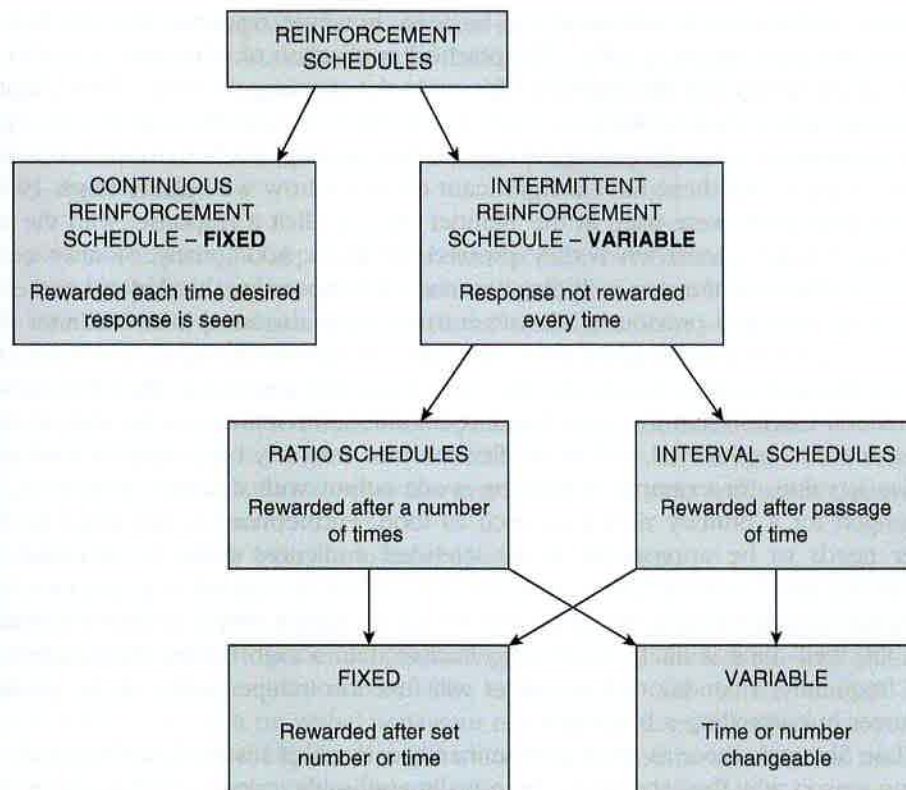 REINFORCEMENT
SCHEDULES
CONTINUOUS
REINFORCEMENT
SCHEDULE – FIXED
Rewarded each time desired
response is seen
INTERMITTENT
REINFORCEMENT
SCHEDULE – VARIABLE
Response not rewarded
every time
RATIO SCHEDULES
Rewarded after a number
of times
INTERVAL SCHEDULES
Rewarded after passage
of time
FIXED
Rewarded after set
number or time
VARIABLE
Time or number
changeable